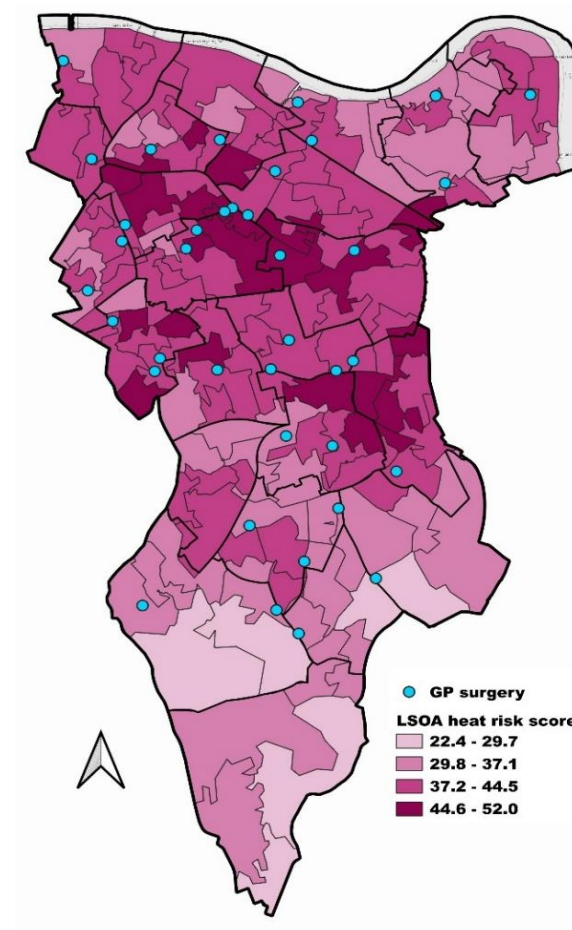 GP surgery
LSOA heat risk score
22.4 - 29.7
29.8 - 37.1
37.2 - 44.5
44.6 - 52.0